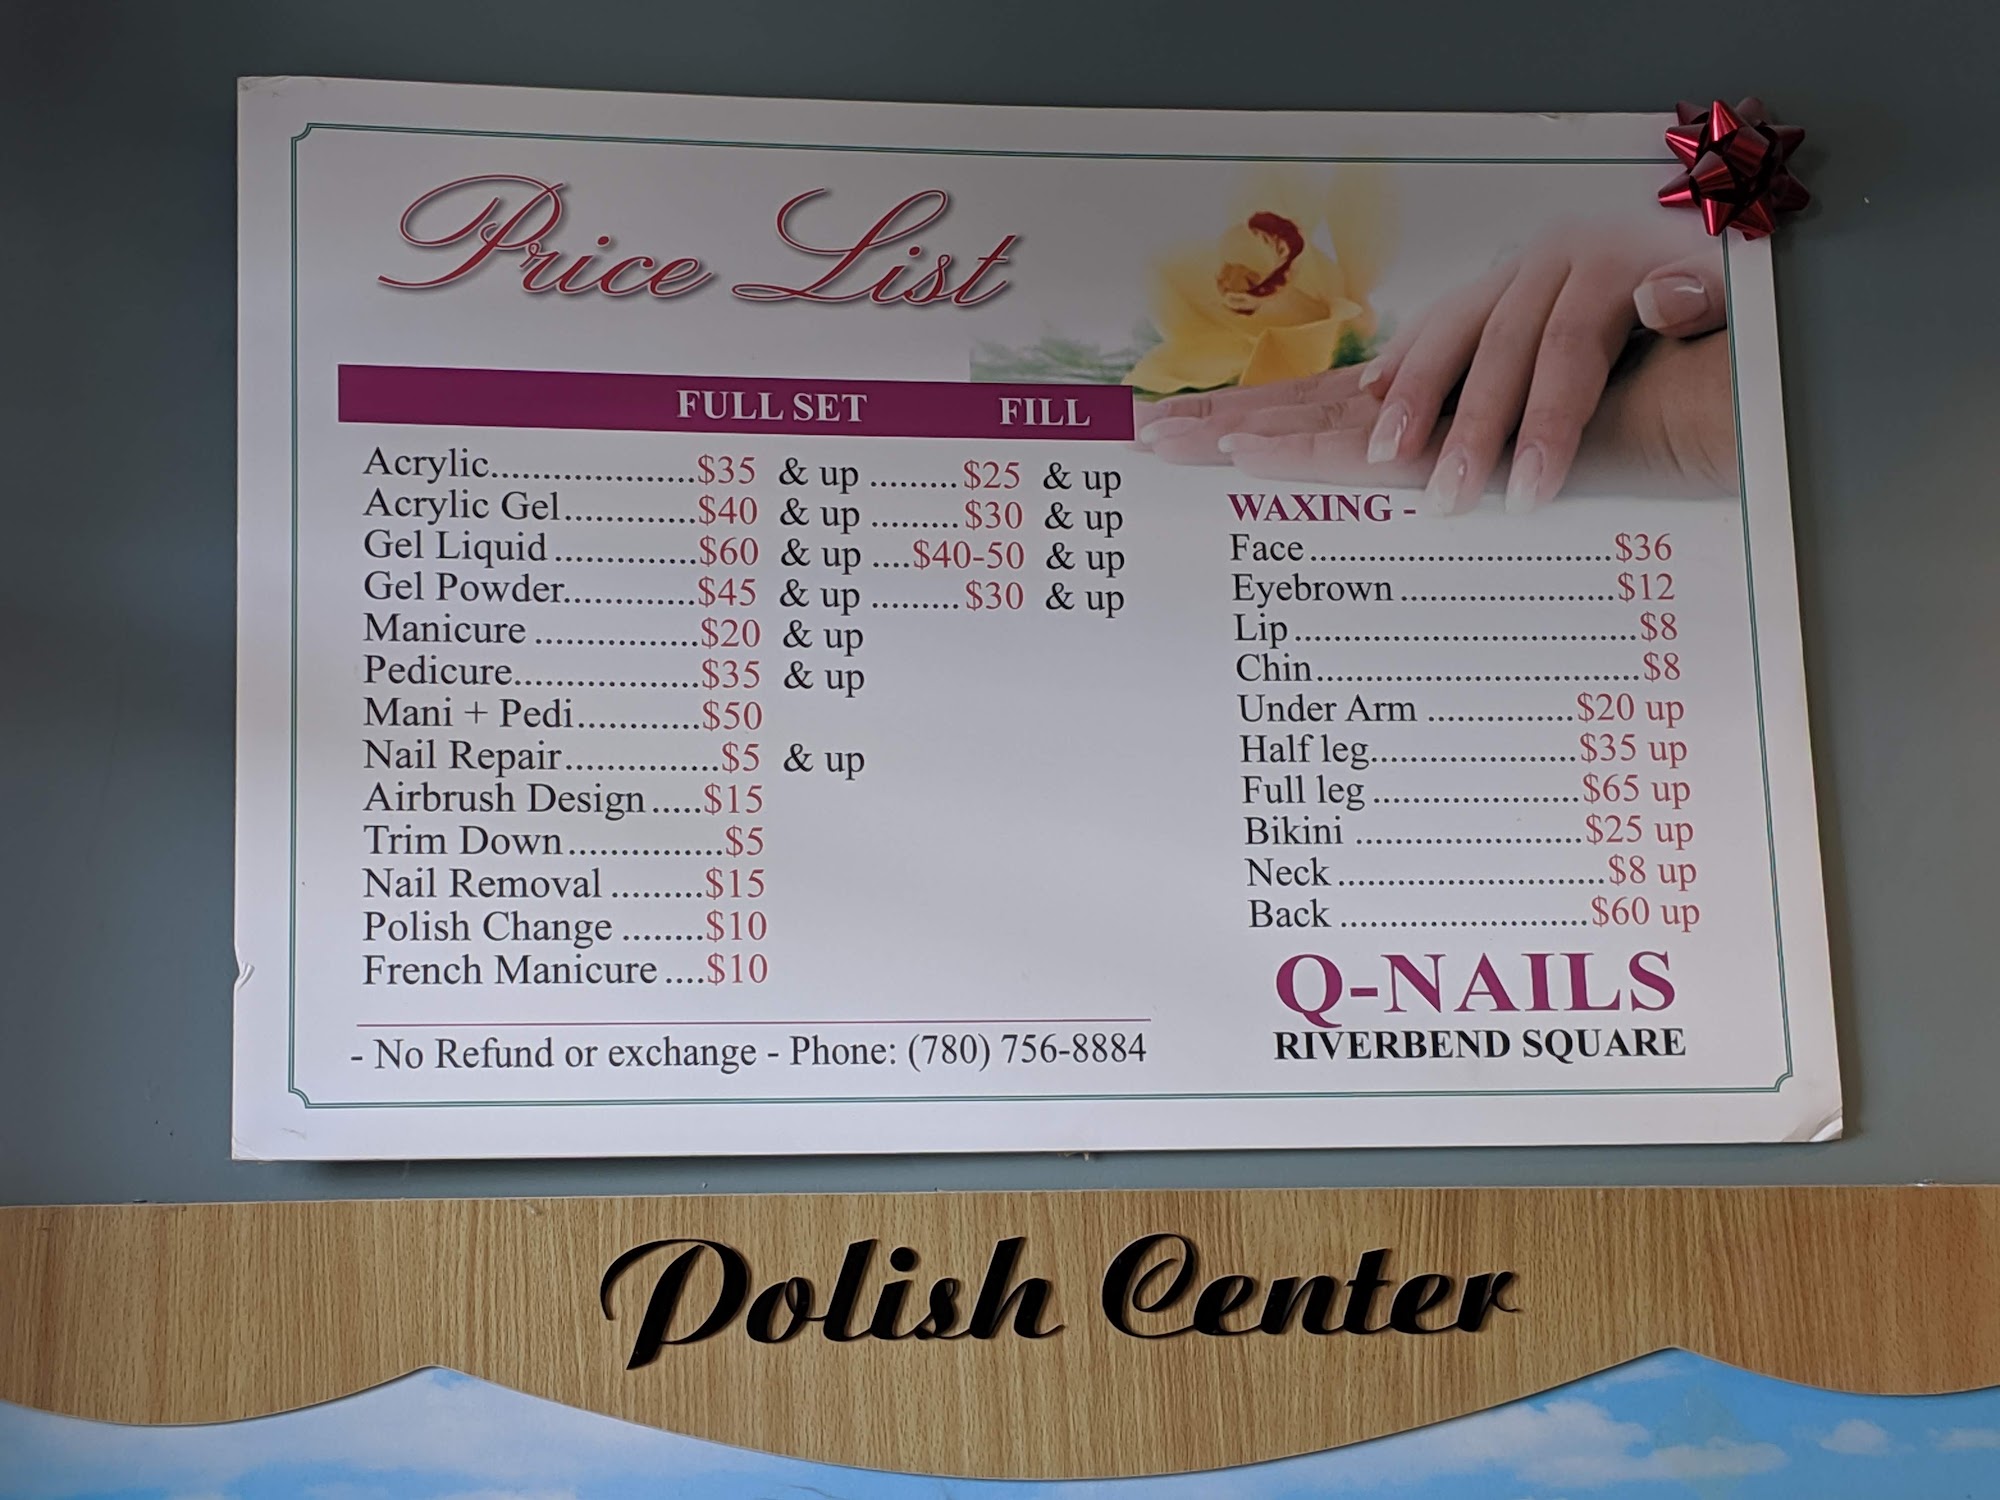 Price List
FULL SET FILL
Acrylic....................$35 & up .........$25 & up
Acrylic Gel.............$40 & up .........$30 & up
Gel Liquid ..............$60 & up ....$40-50 & up
Gel Powder.............$45 & up .........$30 & up
Manicure ................$20 & up
Pedicure..................$35 & up
Mani + Pedi............$50
Nail Repair...............$5 & up
Airbrush Design.....$15
Trim Down...............$5
Nail Removal .........$15
Polish Change ........$10
French Manicure....$10
- No Refund or exchange - Phone: (780) 756-8884
WAXING -
Face..............................$36
Eyebrown .....................$12
Lip..................................$8
Chin................................$8
Under Arm ...............$20 up
Half leg.....................$35 up
Full leg .....................$65 up
Bikini .......................$25 up
Neck...........................$8 up
Back .........................$60 up
Q-NAILS
RIVERBEND SQUARE
Polish Center